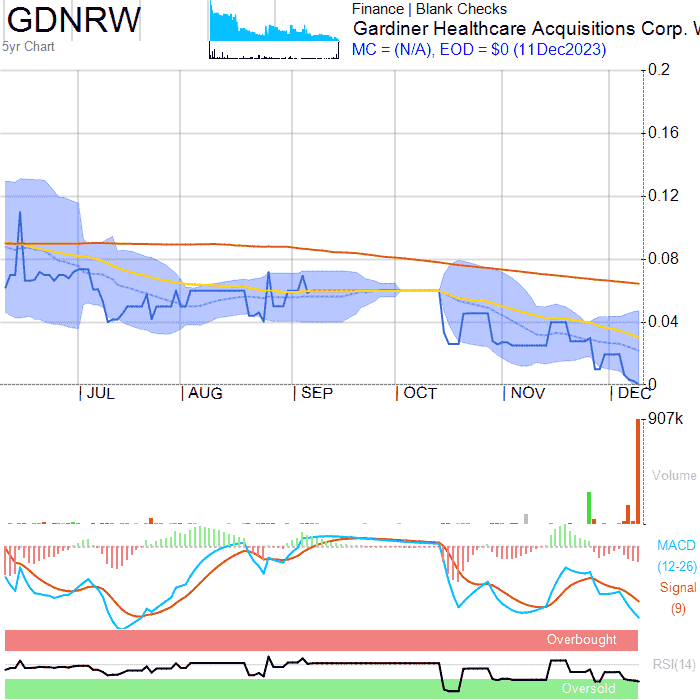 GDNRW
5yr Chart
Finance | Blank Checks
Gardiner Healthcare Acquisitions Corp. W
MC = (N/A), EOD = $0 (11Dec2023)
0.2
0.16
0.12
0.08
0.04
0
JUL AUG SEP OCT NOV DEC
907k
Volume
MACD
(12-26)
Signal
(9)
Overbought
RSI(14)
Oversold